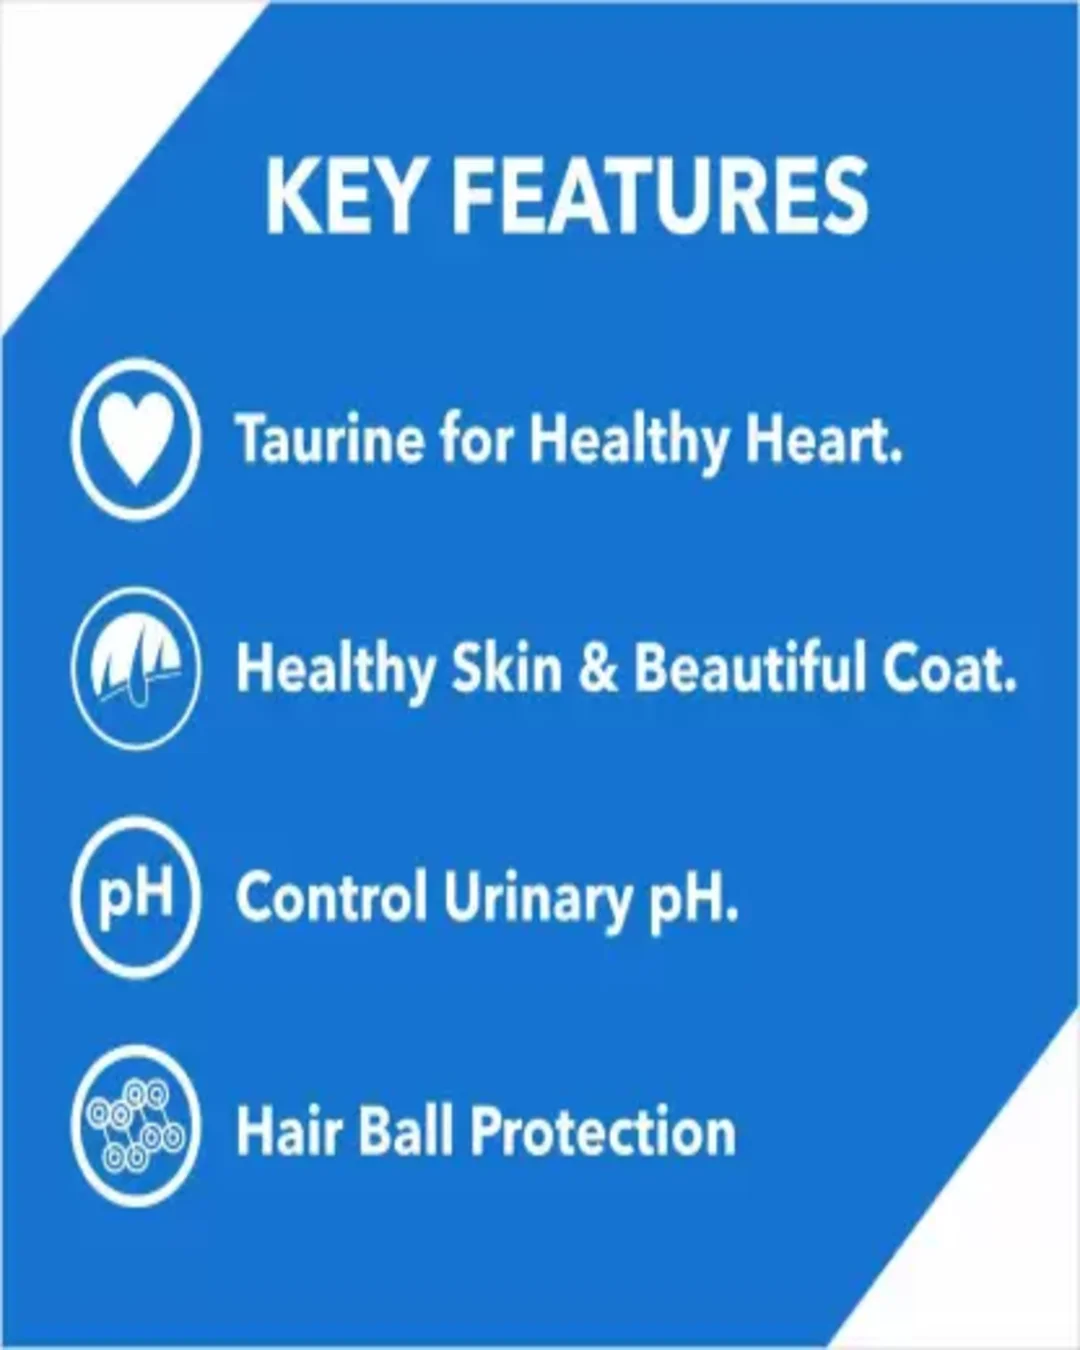 KEY FEATURES
Taurine for Healthy Heart.
Healthy Skin & Beautiful Coat.
pH Control Urinary pH.
Hair Ball Protection